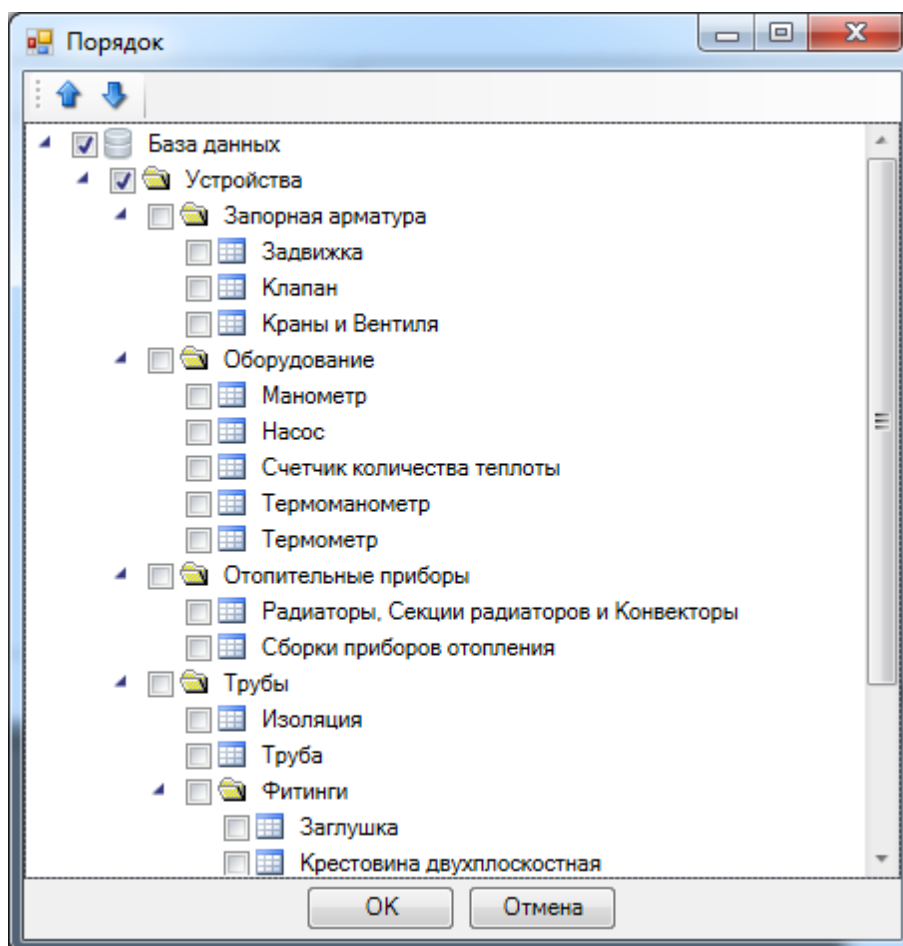 Порядок
База данных
Устройства
Запорная арматура
Задвижка
Клапан
Краны и Вентиля
Оборудование
Манометр
Насос
Счетчик количества теплоты
Термоманометр
Термометр
Отопительные приборы
Радиаторы, Секции радиаторов и Конвекторы
Сборки приборов отопления
Трубы
Изоляция
Труба
Фитинги
Заглушка
Крестовина двухплоскостная
OK Отмена